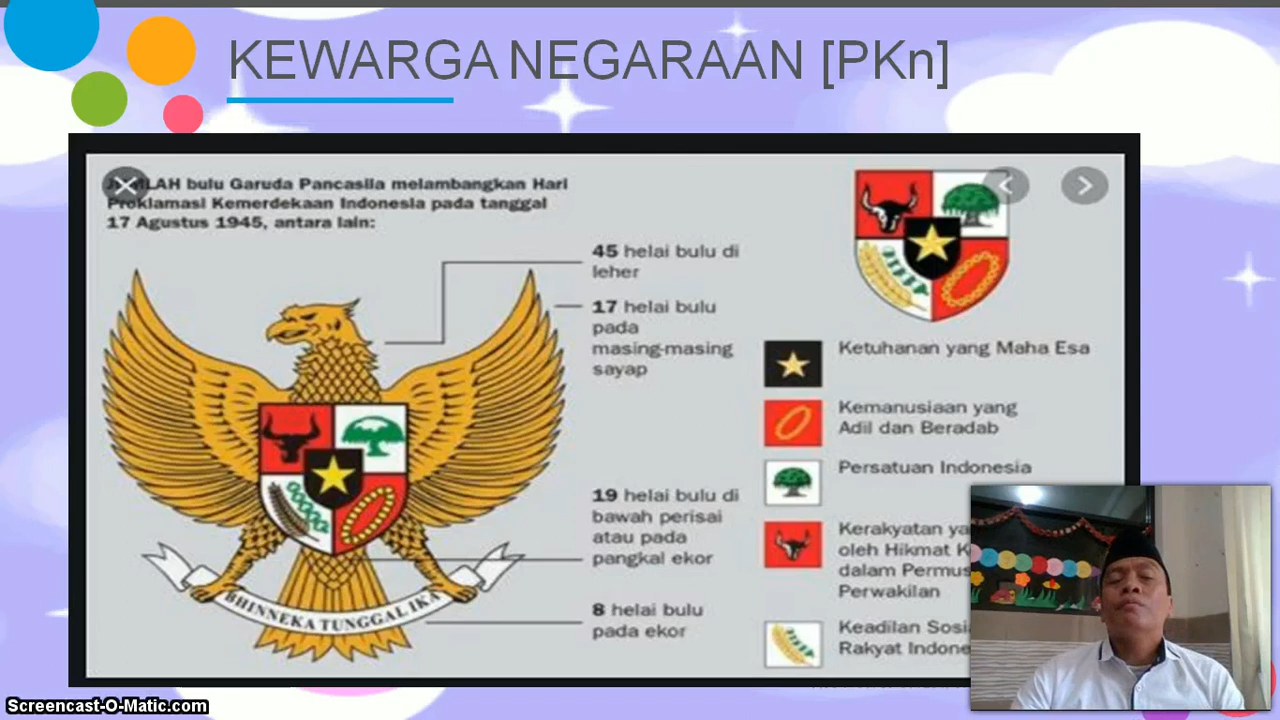 KEWARGA NEGARAAN [PKn]
JUMLAH bulu Garuda Pancasila melambangkan Hari
Proklamasi Kemerdekaan Indonesia pada tanggal
17 Agustus 1945, antara lain:
45 helai bulu di
leher
17 helai bulu
pada
masing-masing
sayap
19 helai bulu di
bawah perisai
atau pada
pangkal ekor
8 helai bulu
pada ekor
BHINNEKA TUNGGAL IKA
Ketuhanan yang Maha Esa
Kemanusiaan yang
Adil dan Beradab
Persatuan Indonesia
Kerakyatan ya
oleh Hikmat K
dalam Permus
Perwakilan
Keadilan Sosi
Rakyat Indone
Screencast-O-Matic.com